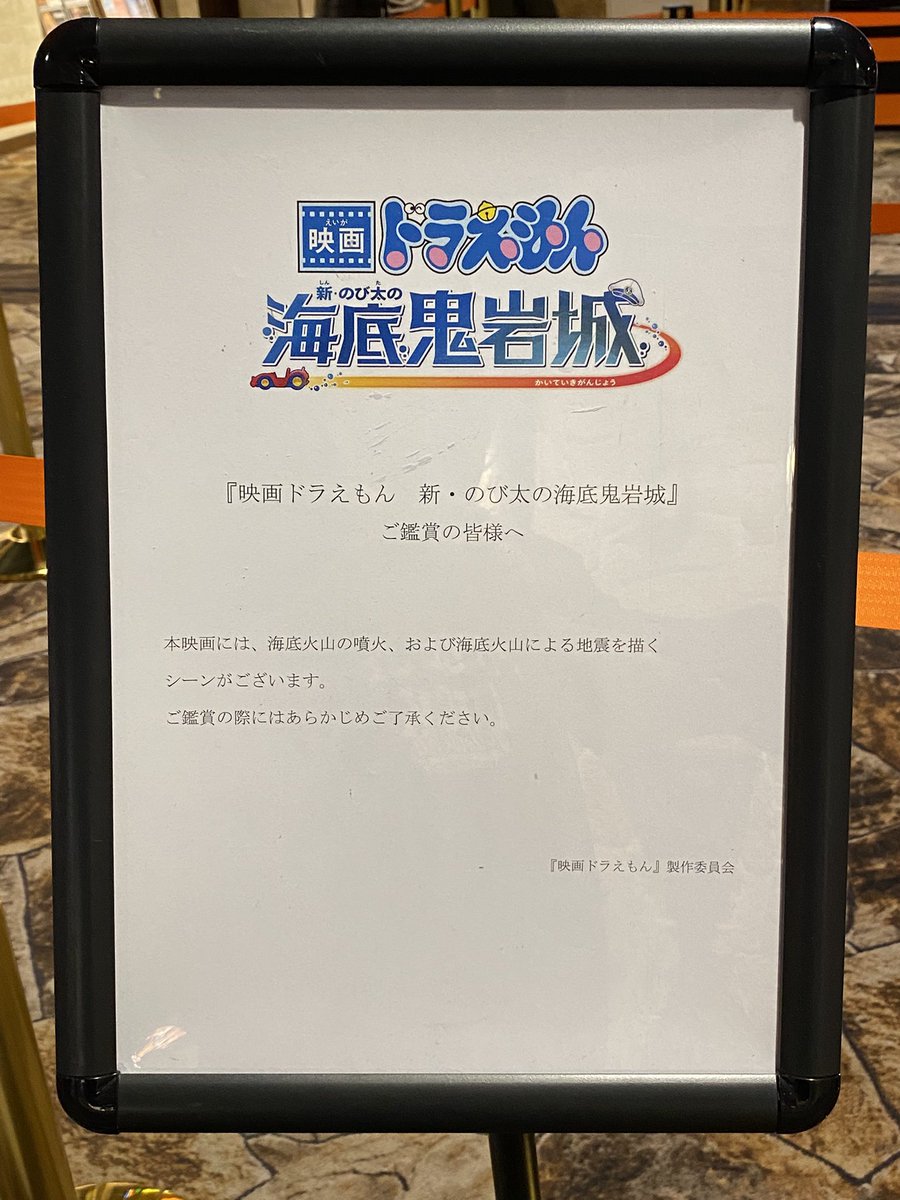 えいが
映画ドラえもん
しん た
新・のび太の
海底鬼岩城
かいていきがんじょう
『映画ドラえもん　新・のび太の海底鬼岩城』
ご鑑賞の皆様へ
本映画には、海底火山の噴火、および海底火山による地震を描く
シーンがございます。
ご鑑賞の際にはあらかじめご了承ください。
『映画ドラえもん』製作委員会